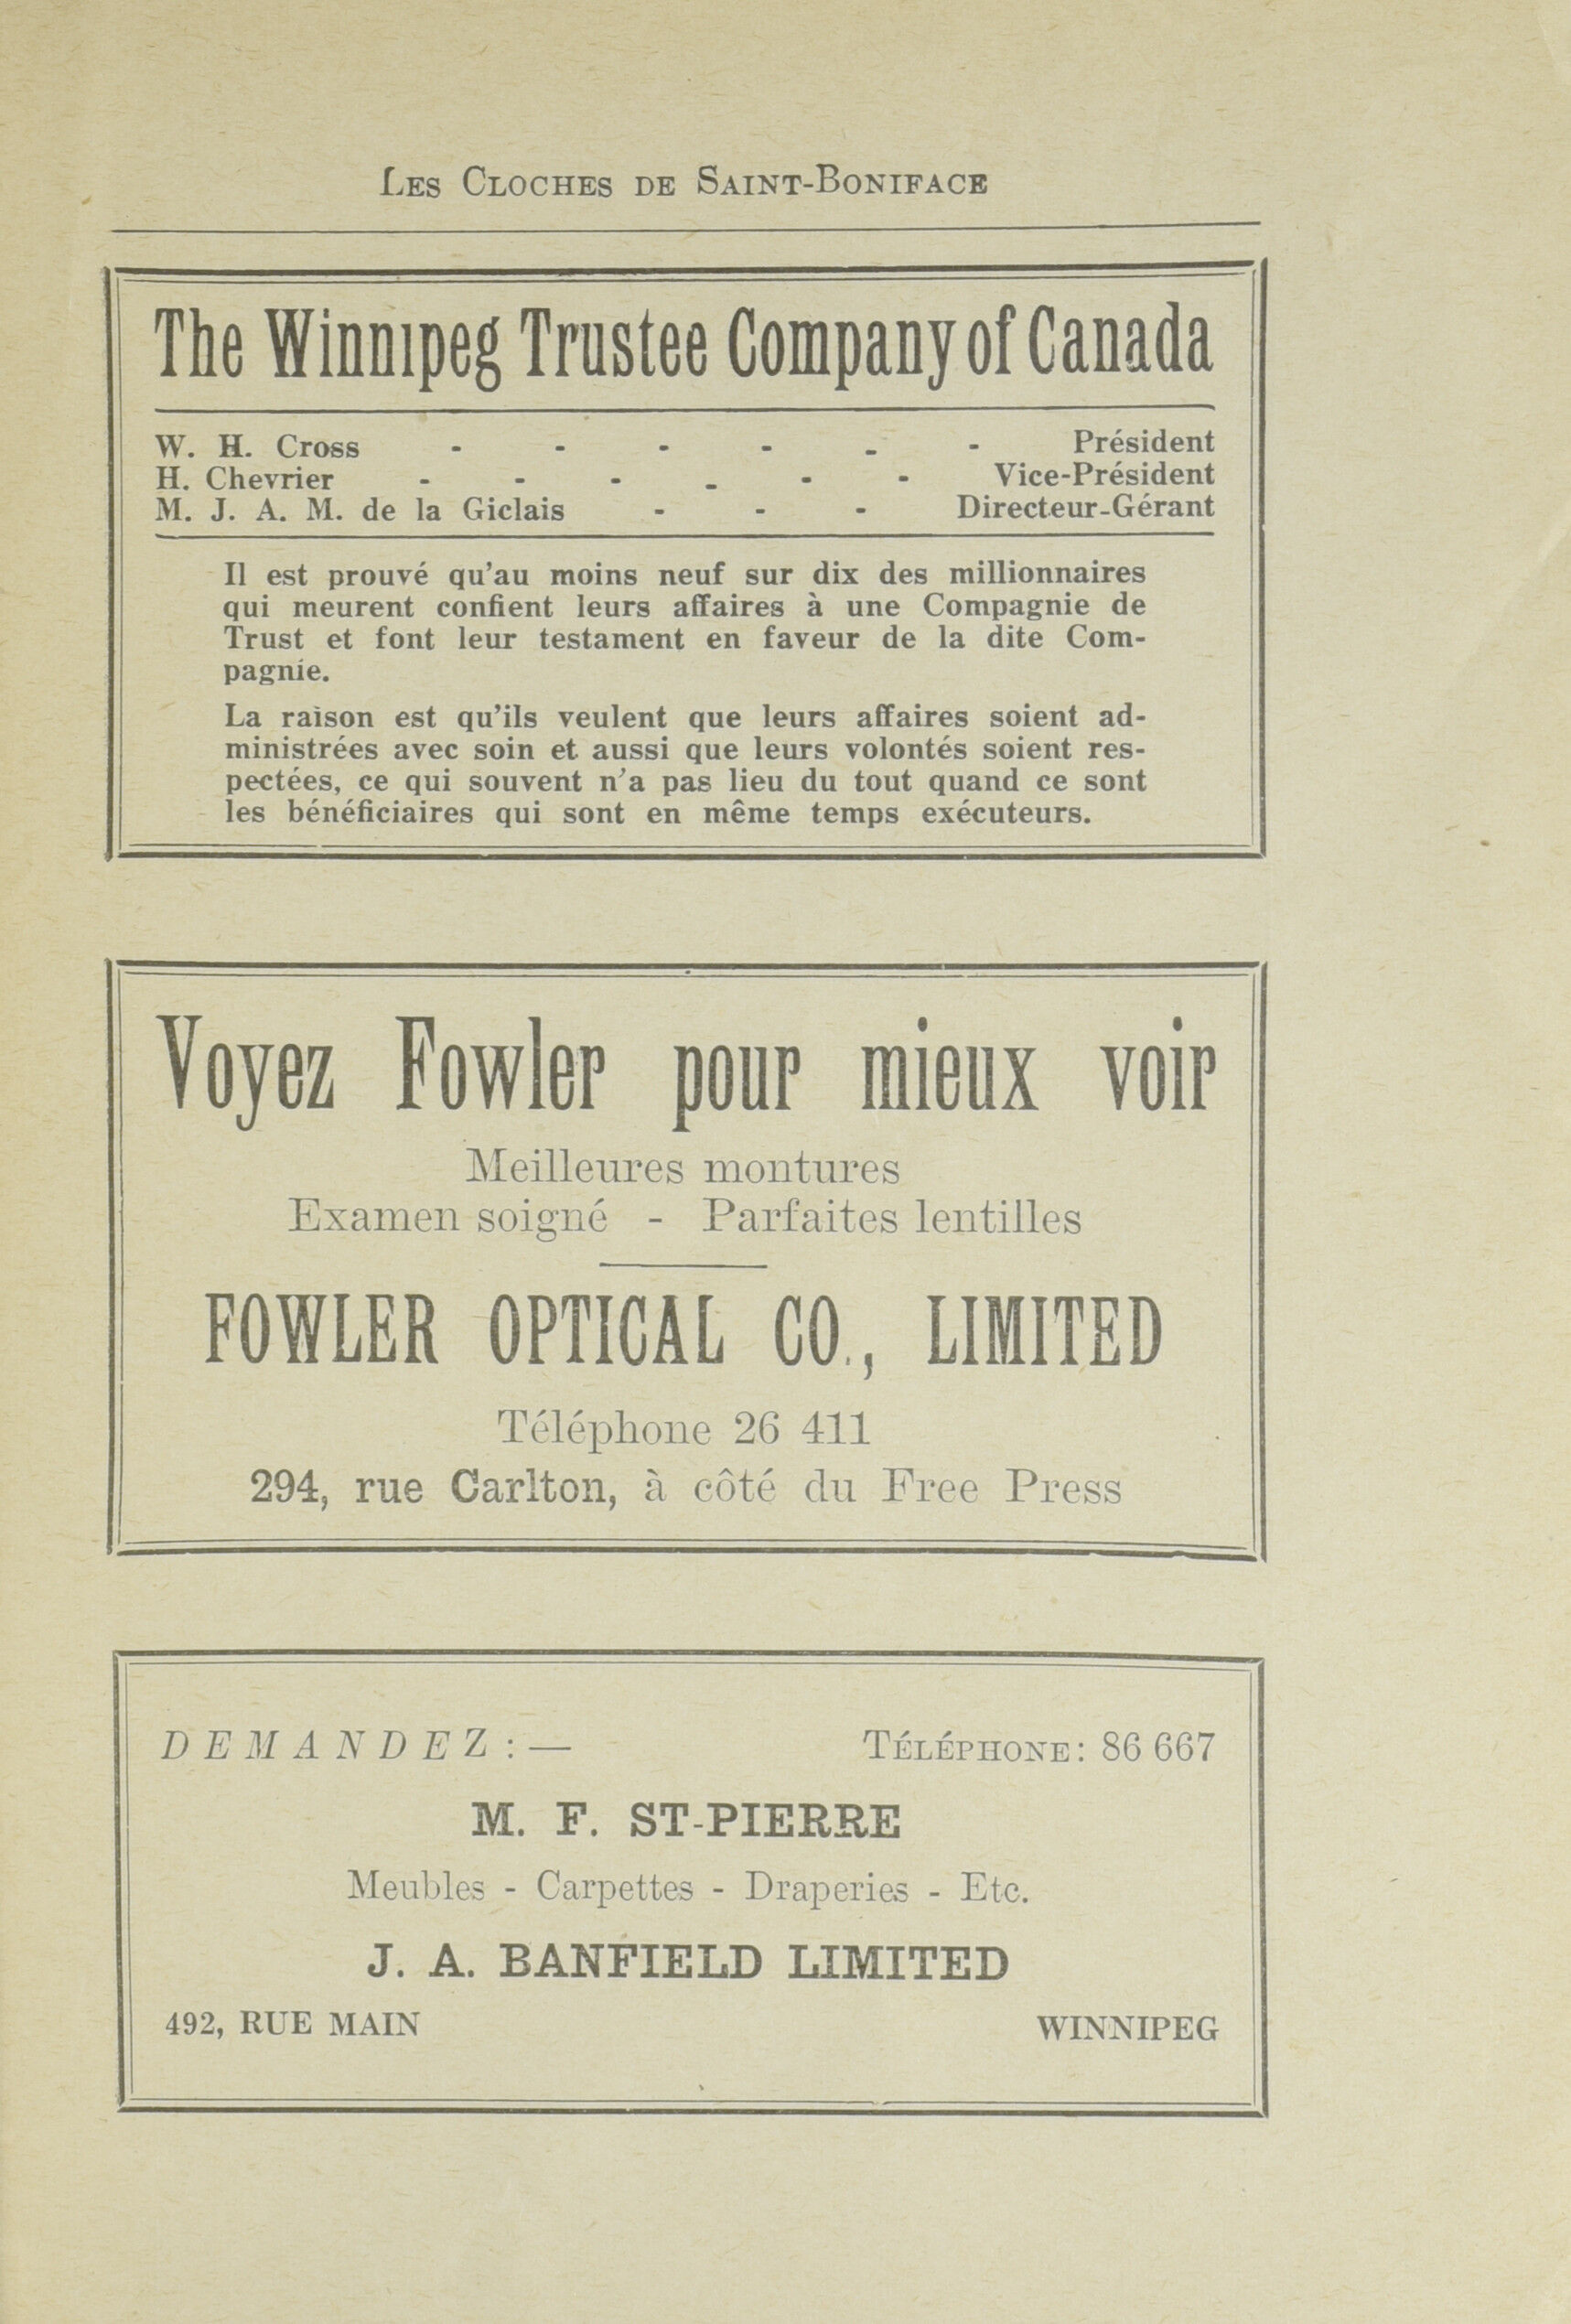 Les Cloches de Saint-Boniface
The Winnipeg Trustee Company of Canada
W. H. Cross - - - - - - Président
H. Chevrier - - - - - - Vice-Président
M. J. A. M. de la Giclais - - - Directeur-Gérant
Il est prouvé qu'au moins neuf sur dix des millionnaires
qui meurent confient leurs affaires à une Compagnie de
Trust et font leur testament en faveur de la dite Com-
pagnie.
La raison est qu'ils veulent que leurs affaires soient ad-
ministrées avec soin et aussi que leurs volontés soient res-
pectées, ce qui souvent n'a pas lieu du tout quand ce sont
les bénéficiaires qui sont en même temps exécuteurs.
Voyez Fowler pour mieux voir
Meilleures montures
Examen soigné - Parfaites lentilles
FOWLER OPTICAL CO., LIMITED
Téléphone 26 411
294, rue Carlton, à côté du Free Press
DEMANDEZ:— Téléphone: 86 667
M. F. ST-PIERRE
Meubles - Carpettes - Draperies - Etc.
J. A. BANFIELD LIMITED
492, RUE MAIN WINNIPEG